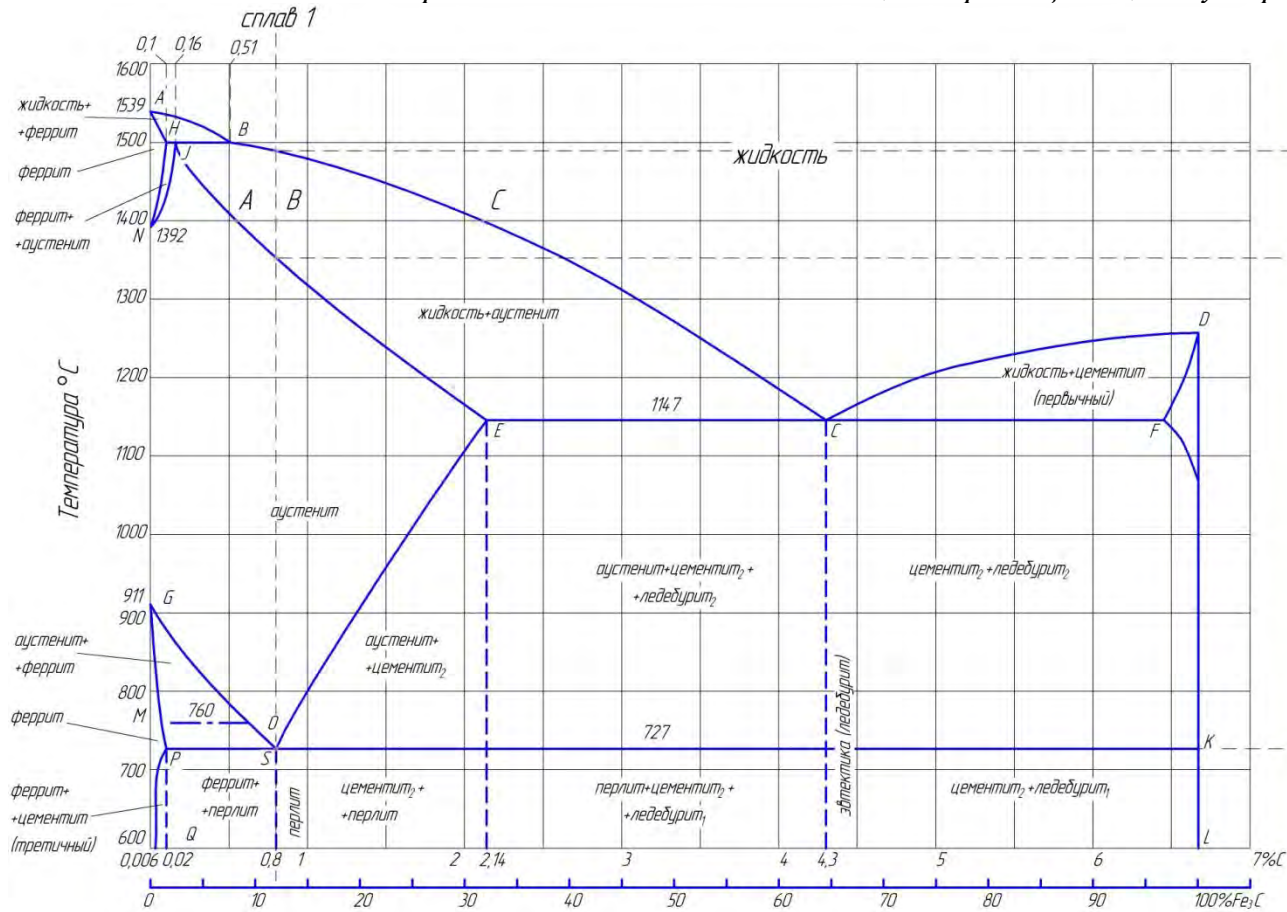 сплав 1
0,1
0,16
0,51
1600
1539
A
жидкость+
+феррит
H
B
1500
J
жидкость
феррит
A
B
C
1400
феррит+
+аустенит
N
1392
1300
жидкость+аустенит
D
Температура °C
1200
жидкость+цементит
(первичный)
1147
E
C
F
1100
аустенит
1000
аустенит+цементит₂+
+ледебурит₂
цементит₂+ледебурит₂
911
G
900
аустенит+
+феррит
аустенит+
+цементит₂
эвтектика (ледебурит)
800
M
760
O
727
феррит
P
S
K
700
феррит+
+перлит
перлит
цементит₂+
+перлит
перлит+цементит₂+
+ледебурит₁
цементит₂+ледебурит₁
феррит+
+цементит
(третичный)
Q
L
600
0,006
0,02
0,8
1
2
2,14
3
4
4,3
5
6
7%C
0
10
20
30
40
50
60
70
80
90
100%Fe₃C